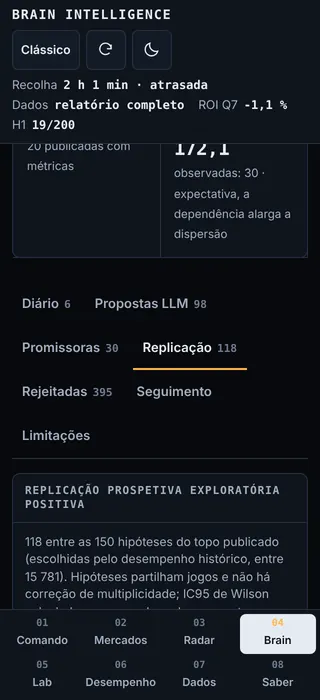 BRAIN INTELLIGENCE
Clássico
Recolha 2 h 1 min · atrasada
Dados relatório completo ROI Q7 -1,1 %
H1 19/200
20 publicadas com
métricas
172,1
observadas: 30 ·
expectativa, a
dependência alarga a
dispersão
Diário 6 Propostas LLM 98
Promissoras 30 Replicação 118
Rejeitadas 395 Seguimento
Limitações
REPLICAÇÃO PROSPETIVA EXPLORATÓRIA
POSITIVA
118 entre as 150 hipóteses do topo publicado
(escolhidas pelo desempenho histórico, entre
15 781). Hipóteses partilham jogos e não há
correção de multiplicidade; IC95 de Wilson
01 02 03 04
Comando Mercados Radar Brain
05 06 07 08
Lab Desempenho Dados Saber